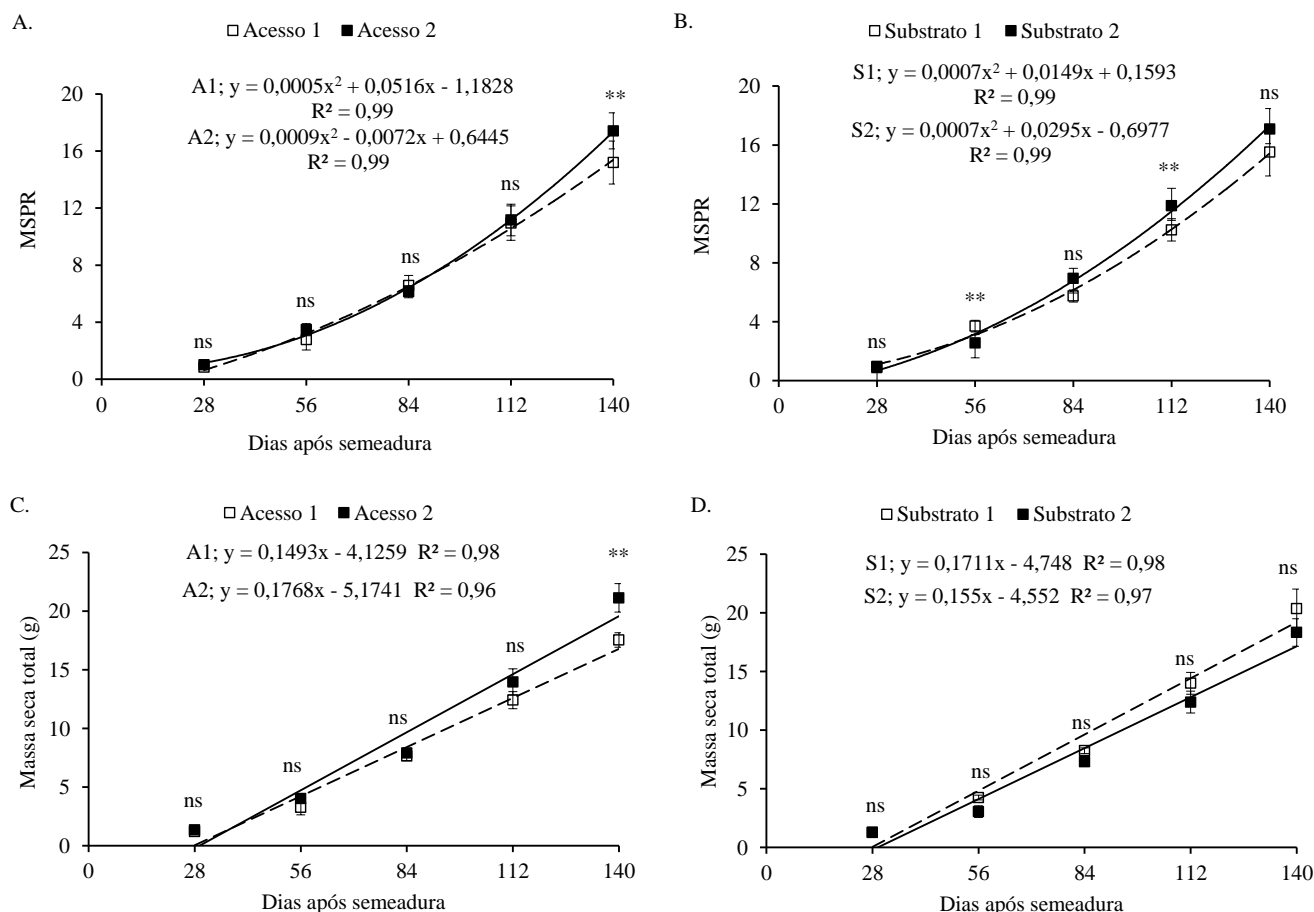 A.
□ Acesso 1 ■ Acesso 2
A1; y = 0,0005x² + 0,0516x - 1,1828
R² = 0,99
A2; y = 0,0009x² - 0,0072x + 0,6445
R² = 0,99
MSPR
20
16
12
8
4
0
ns
ns
ns
ns
**
0 28 56 84 112 140
Dias após semeadura
B.
□ Substrato 1 ■ Substrato 2
S1; y = 0,0007x² + 0,0149x + 0,1593
R² = 0,99
S2; y = 0,0007x² + 0,0295x - 0,6977
R² = 0,99
MSPR
20
16
12
8
4
0
ns
**
ns
**
ns
0 28 56 84 112 140
Dias após semeadura
C.
□ Acesso 1 ■ Acesso 2
A1; y = 0,1493x - 4,1259 R² = 0,98
A2; y = 0,1768x - 5,1741 R² = 0,96
Massa seca total (g)
25
20
15
10
5
0
ns
ns
ns
ns
**
0 28 56 84 112 140
Dias após semeadura
D.
□ Substrato 1 ■ Substrato 2
S1; y = 0,1711x - 4,748 R² = 0,98
S2; y = 0,155x - 4,552 R² = 0,97
Massa seca total (g)
25
20
15
10
5
0
ns
ns
ns
ns
ns
0 28 56 84 112 140
Dias após semeadura